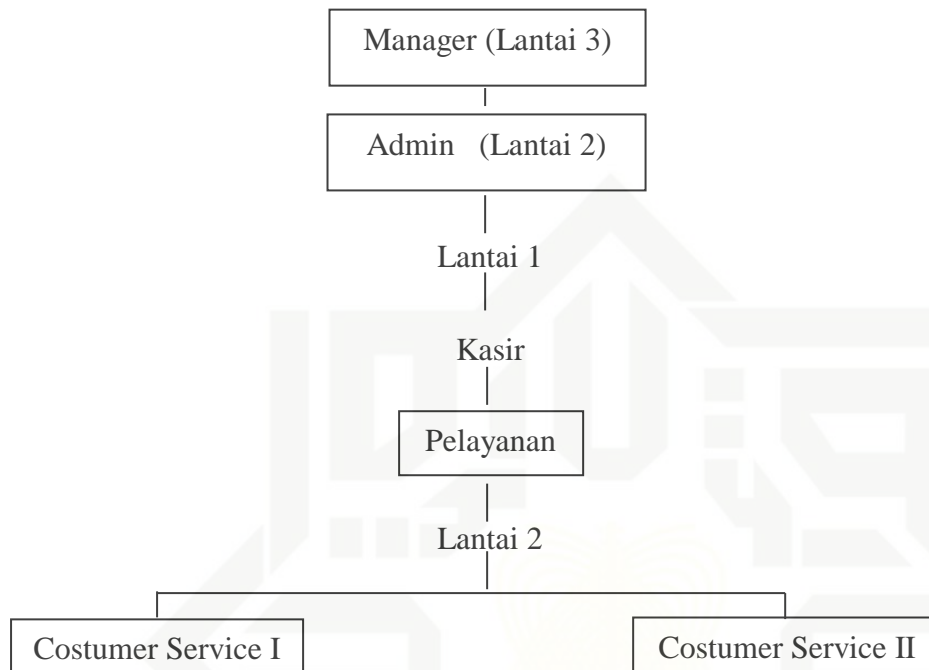 Manager (Lantai 3)
Admin (Lantai 2)
Lantai 1
Kasir
Pelayanan
Lantai 2
Costumer Service I
Costumer Service II